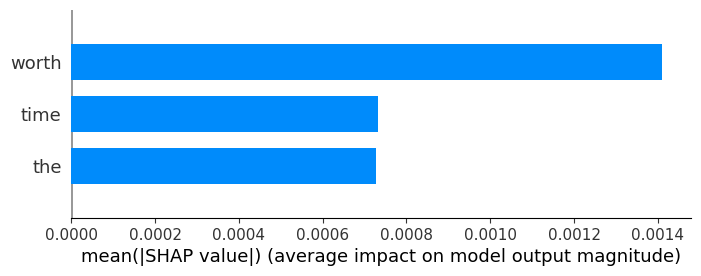 worth
time
the
0.0000 0.0002 0.0004 0.0006 0.0008 0.0010 0.0012 0.0014
mean(|SHAP value|) (average impact on model output magnitude)